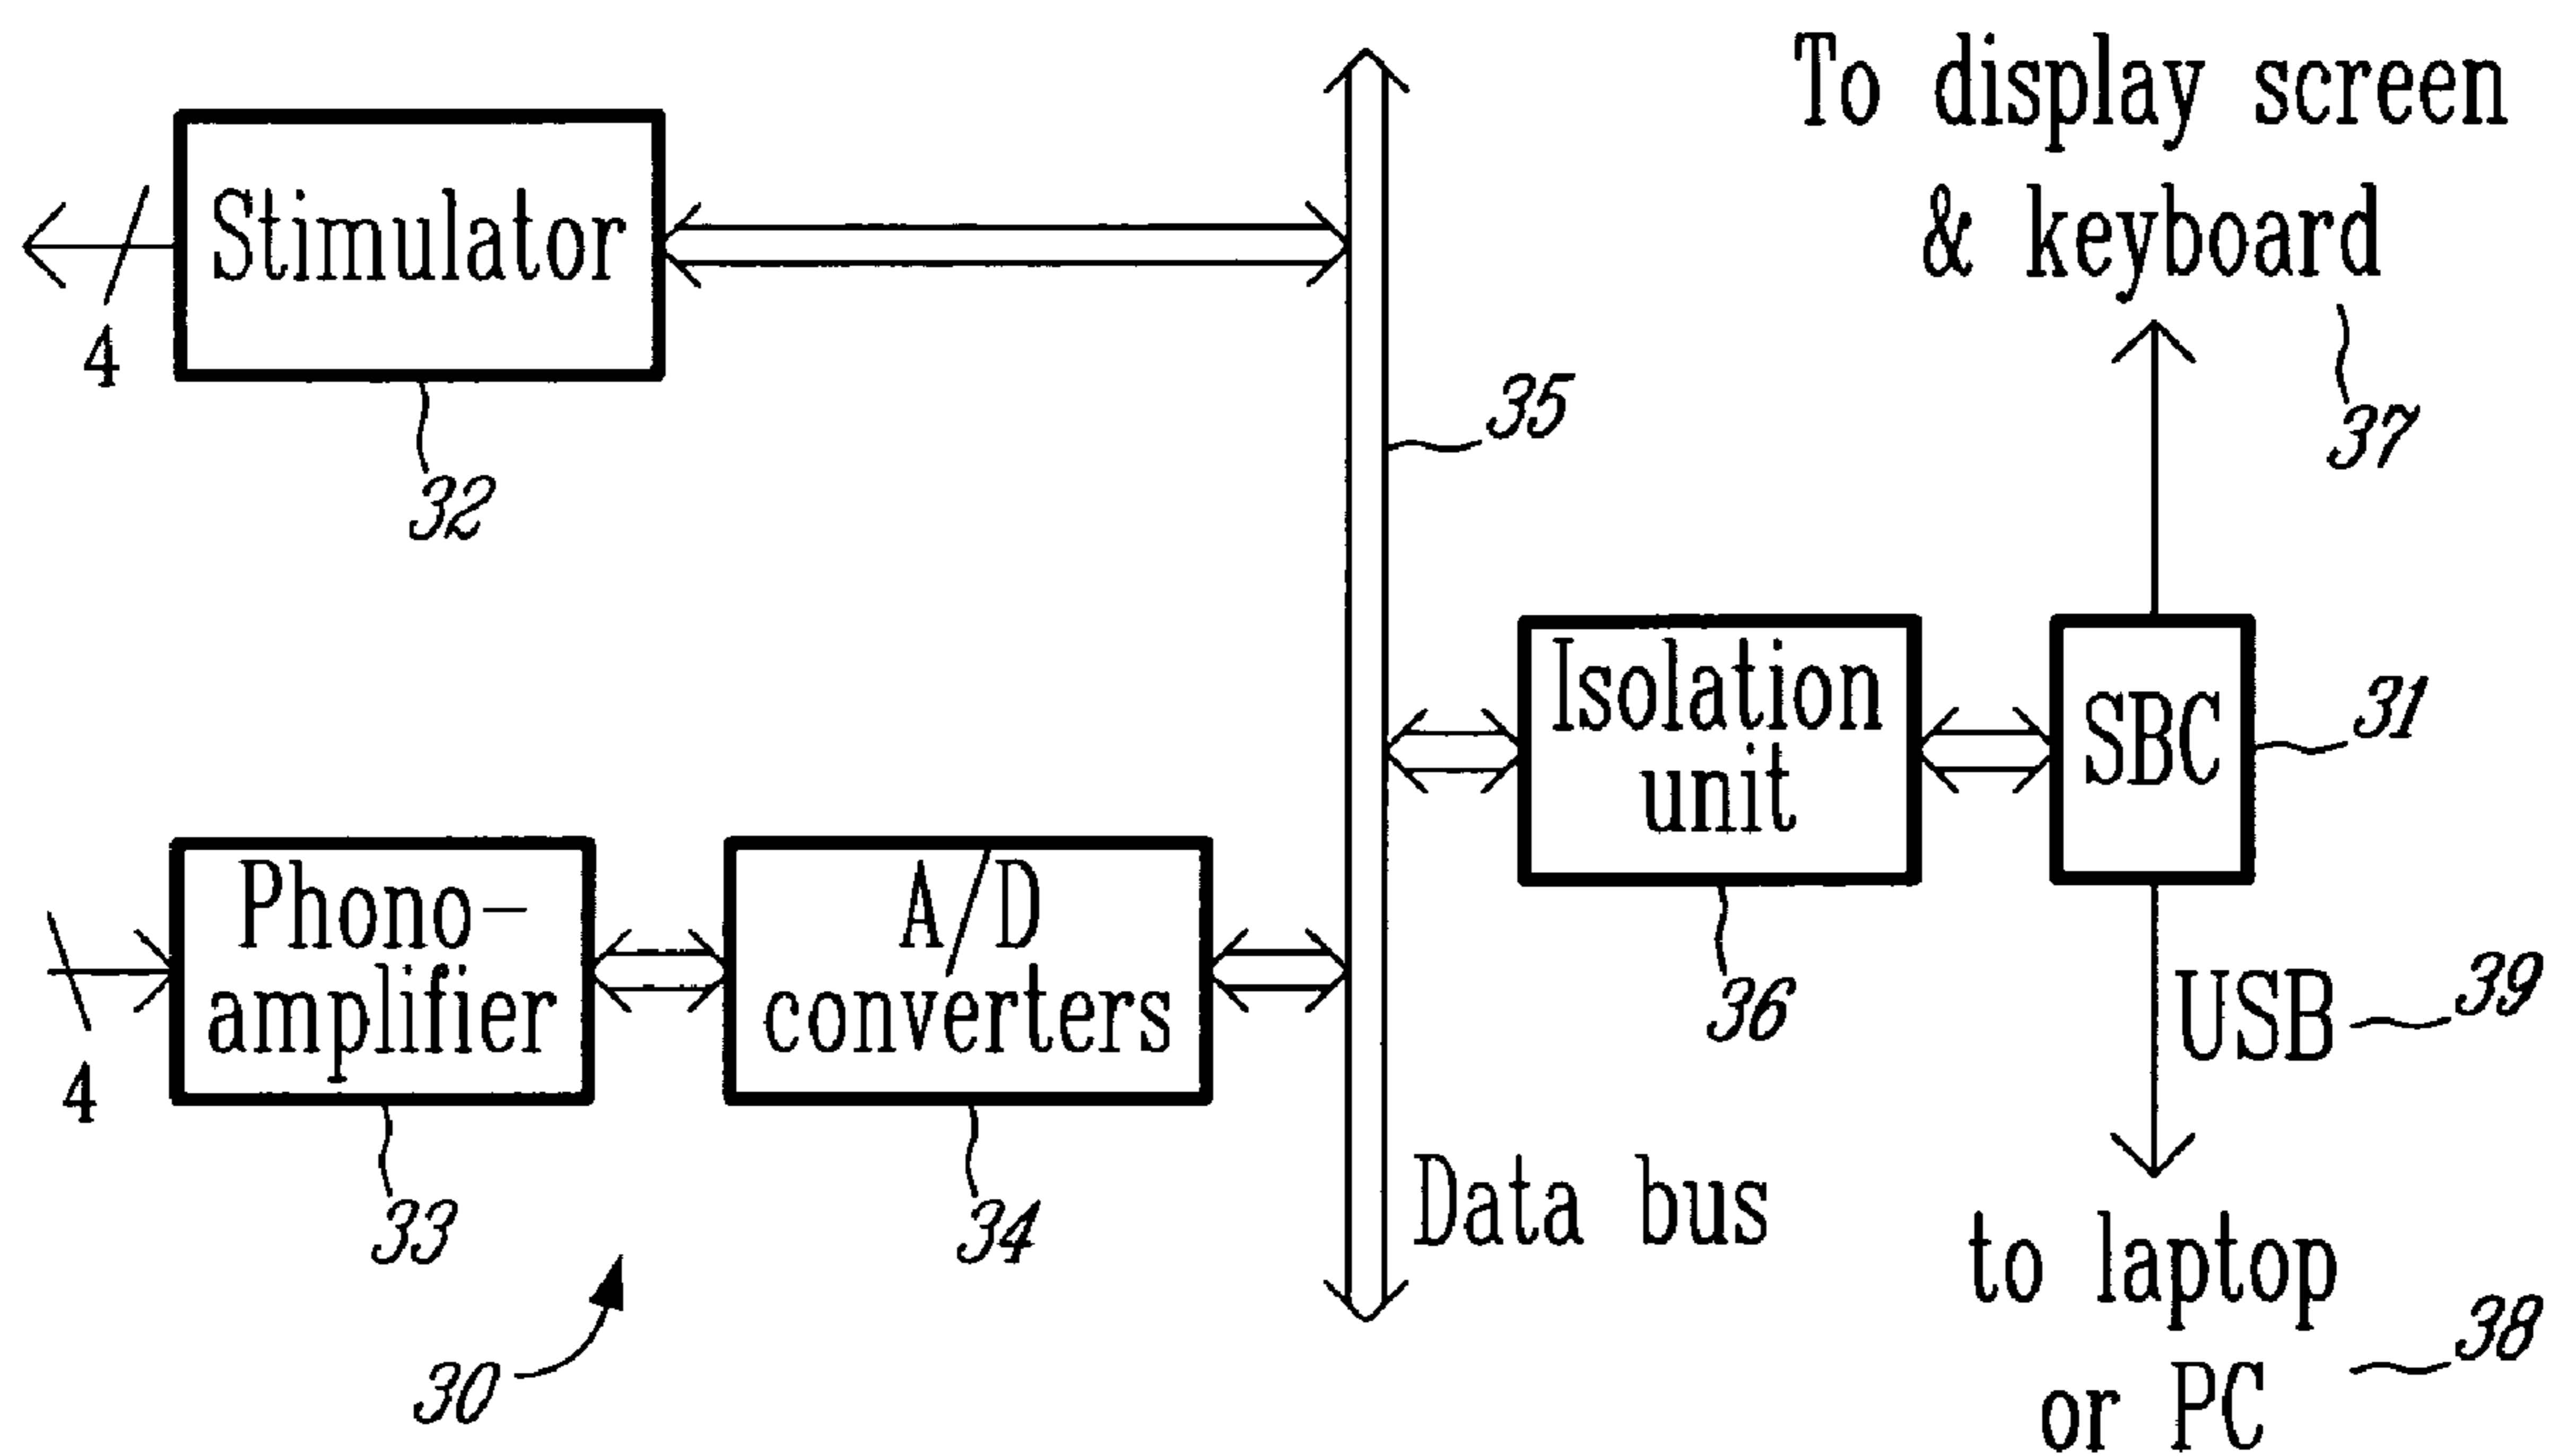 To display screen
& keyboard
37
Stimulator
4
32
35
Isolation
unit
36
SBC
31
Phono-
amplifier
4
33
A/D
converters
34
USB
39
Data bus
to laptop
or PC
38
30